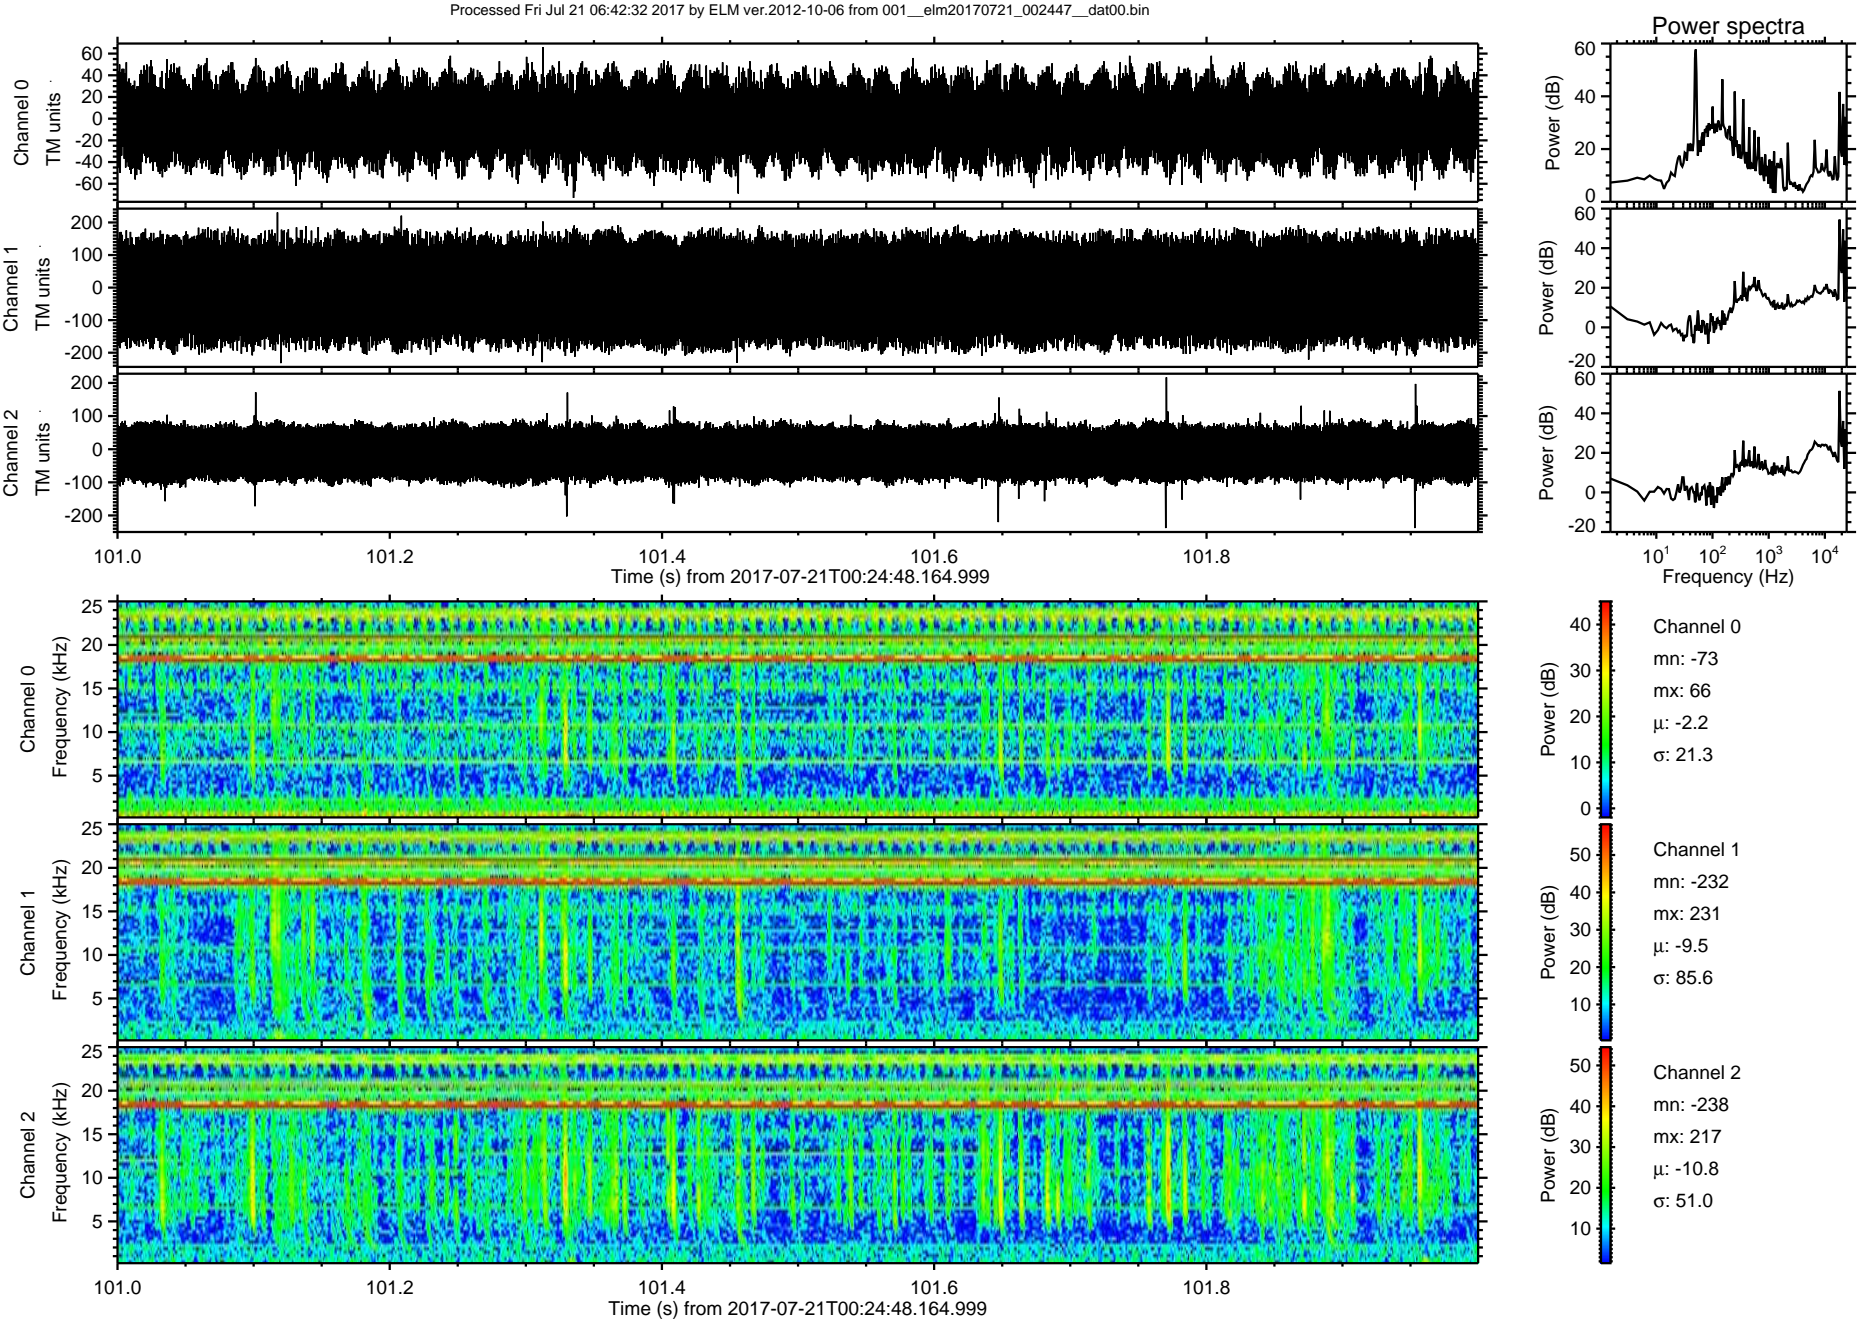 Processed Fri Jul 21 06:42:32 2017 by ELM ver.2012-10-06 from 001__elm20170721_002447__dat00.bin
Power spectra
Channel 0
TM units
60
40
20
0
-20
-40
-60
Power (dB)
60
40
20
0
Channel 1
TM units
200
100
0
-100
-200
Power (dB)
60
40
20
0
-20
Channel 2
TM units
200
100
0
-100
-200
Power (dB)
60
40
20
0
-20
101.0 101.2 101.4 101.6 101.8
Time (s) from 2017-07-21T00:24:48.164.999
10¹ 10² 10³ 10⁴
Frequency (Hz)
Channel 0
Frequency (kHz)
25
20
15
10
5
Power (dB)
40
30
20
10
0
Channel 0
mn: -73
mx: 66
µ: -2.2
σ: 21.3
Channel 1
Frequency (kHz)
25
20
15
10
5
Power (dB)
50
40
30
20
10
Channel 1
mn: -232
mx: 231
µ: -9.5
σ: 85.6
Channel 2
Frequency (kHz)
25
20
15
10
5
Power (dB)
50
40
30
20
10
Channel 2
mn: -238
mx: 217
µ: -10.8
σ: 51.0
101.0 101.2 101.4 101.6 101.8
Time (s) from 2017-07-21T00:24:48.164.999